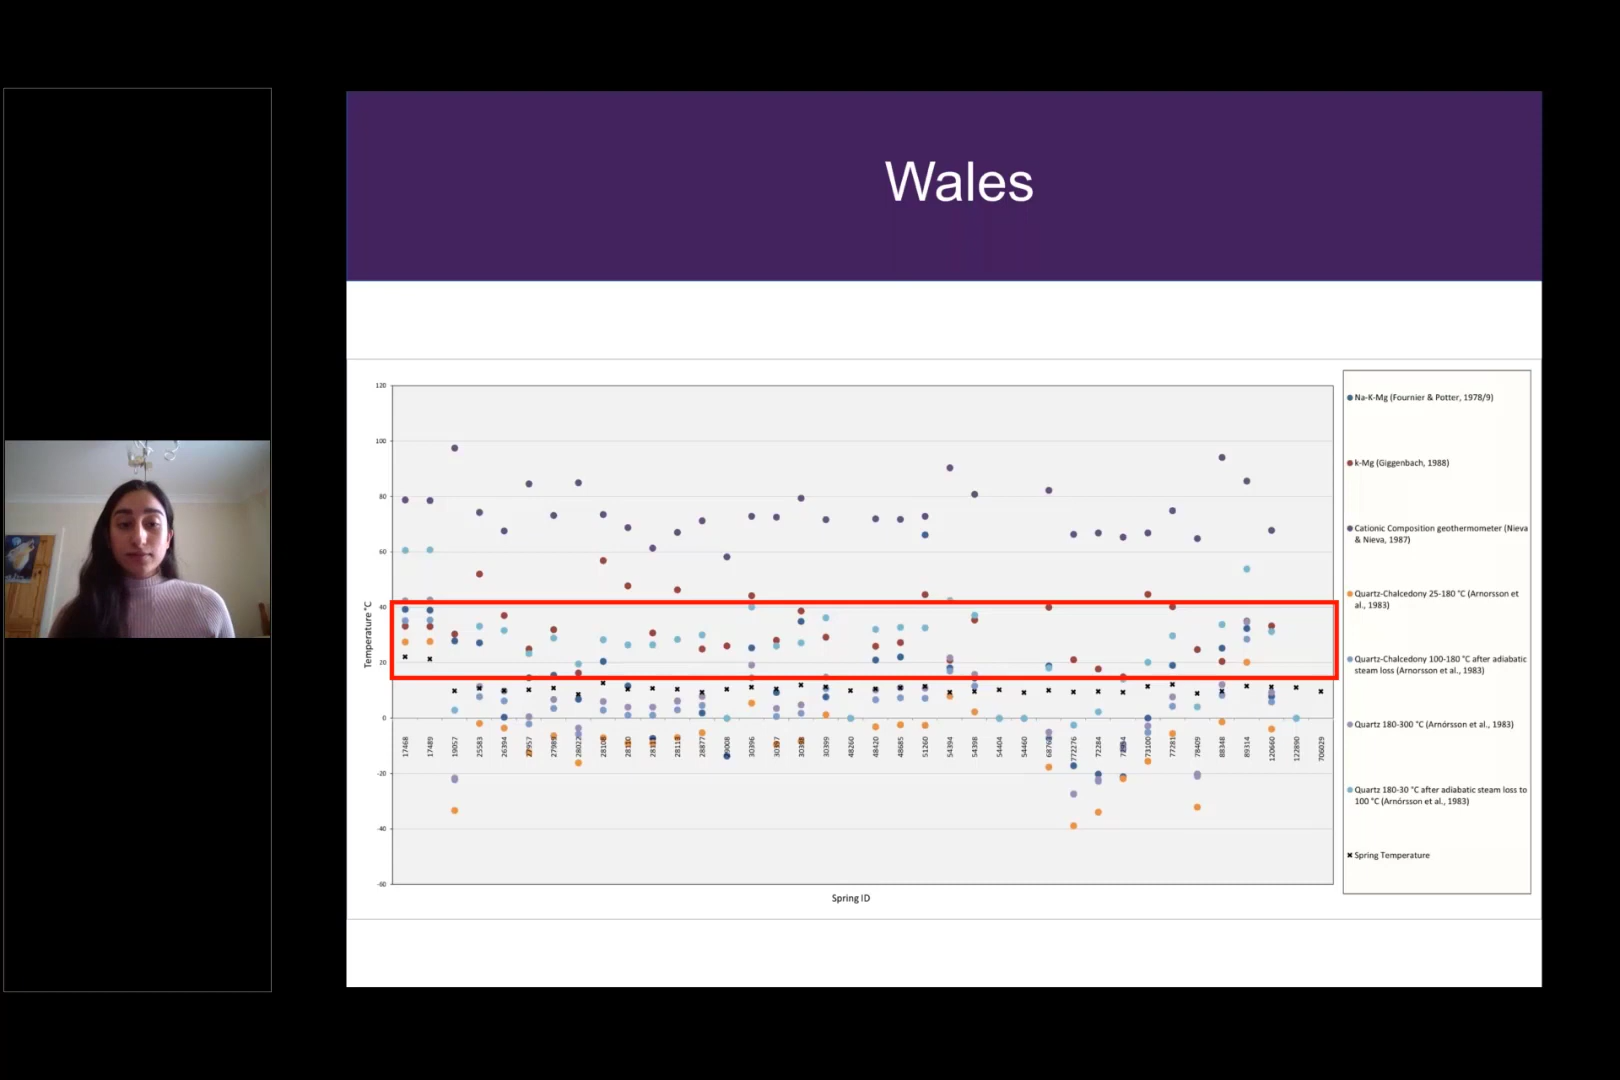 Wales
120
100
80
60
40
20
0
-20
-40
-60
Temperature °C
17468
17489
19057
25583
26394
28877
30396
30399
48260
48420
48685
51260
54394
54398
54404
54460
772276
72284
73100
77281
78409
88348
89314
120660
122890
706029
Spring ID
Na-K-Mg (Fournier & Potter, 1978/9)
k-Mg (Giggenbach, 1988)
Cationic Composition geothermometer (Nieva
& Nieva, 1987)
Quartz-Chalcedony 25-180 °C (Arnorsson et
al., 1983)
Quartz-Chalcedony 100-180 °C after adiabatic
steam loss (Arnorsson et al., 1983)
Quartz 180-300 °C (Arnórsson et al., 1983)
Quartz 180-30 °C after adiabatic steam loss to
100 °C (Arnórsson et al., 1983)
Spring Temperature